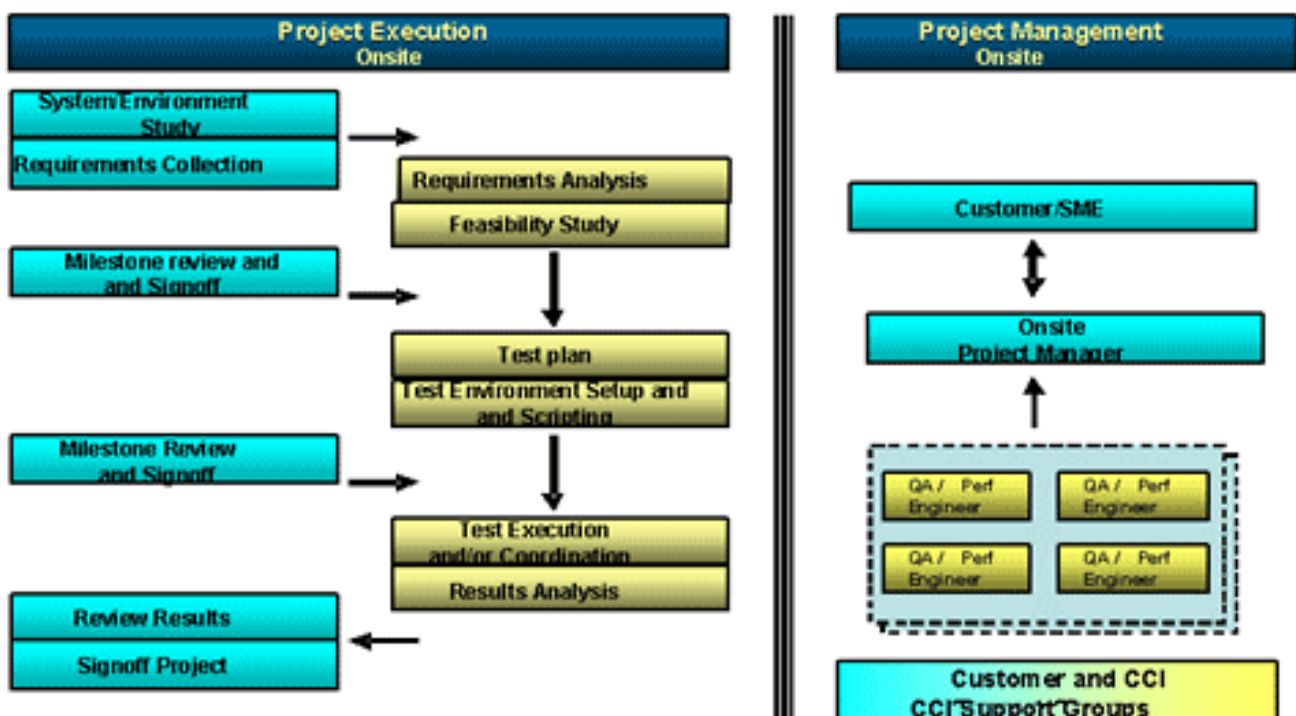 Project Execution
Onsite
System/Environment
Study
Requirements Collection
Requirements Analysis
Feasibility Study
Milestone review and
and Signoff
Test plan
Test Environment Setup and
and Scripting
Milestone Review
and Signoff
Test Execution
and/or Coordination
Results Analysis
Review Results
Signoff Project
Project Management
Onsite
Customer/SME
Onsite
Project Manager
QA / Perf
Engineer
QA / Perf
Engineer
QA / Perf
Engineer
QA / Perf
Engineer
Customer and CCI
CCI Support Groups